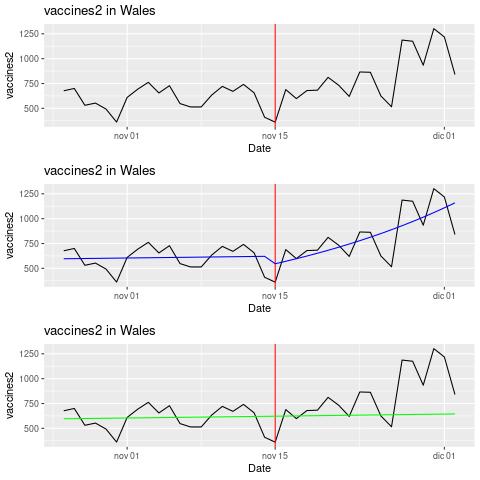 vaccines2 in Wales
vaccines2
1250
1000
750
500
nov 01
nov 15
dic 01
Date
vaccines2 in Wales
vaccines2
1250
1000
750
500
nov 01
nov 15
dic 01
Date
vaccines2 in Wales
vaccines2
1250
1000
750
500
nov 01
nov 15
dic 01
Date